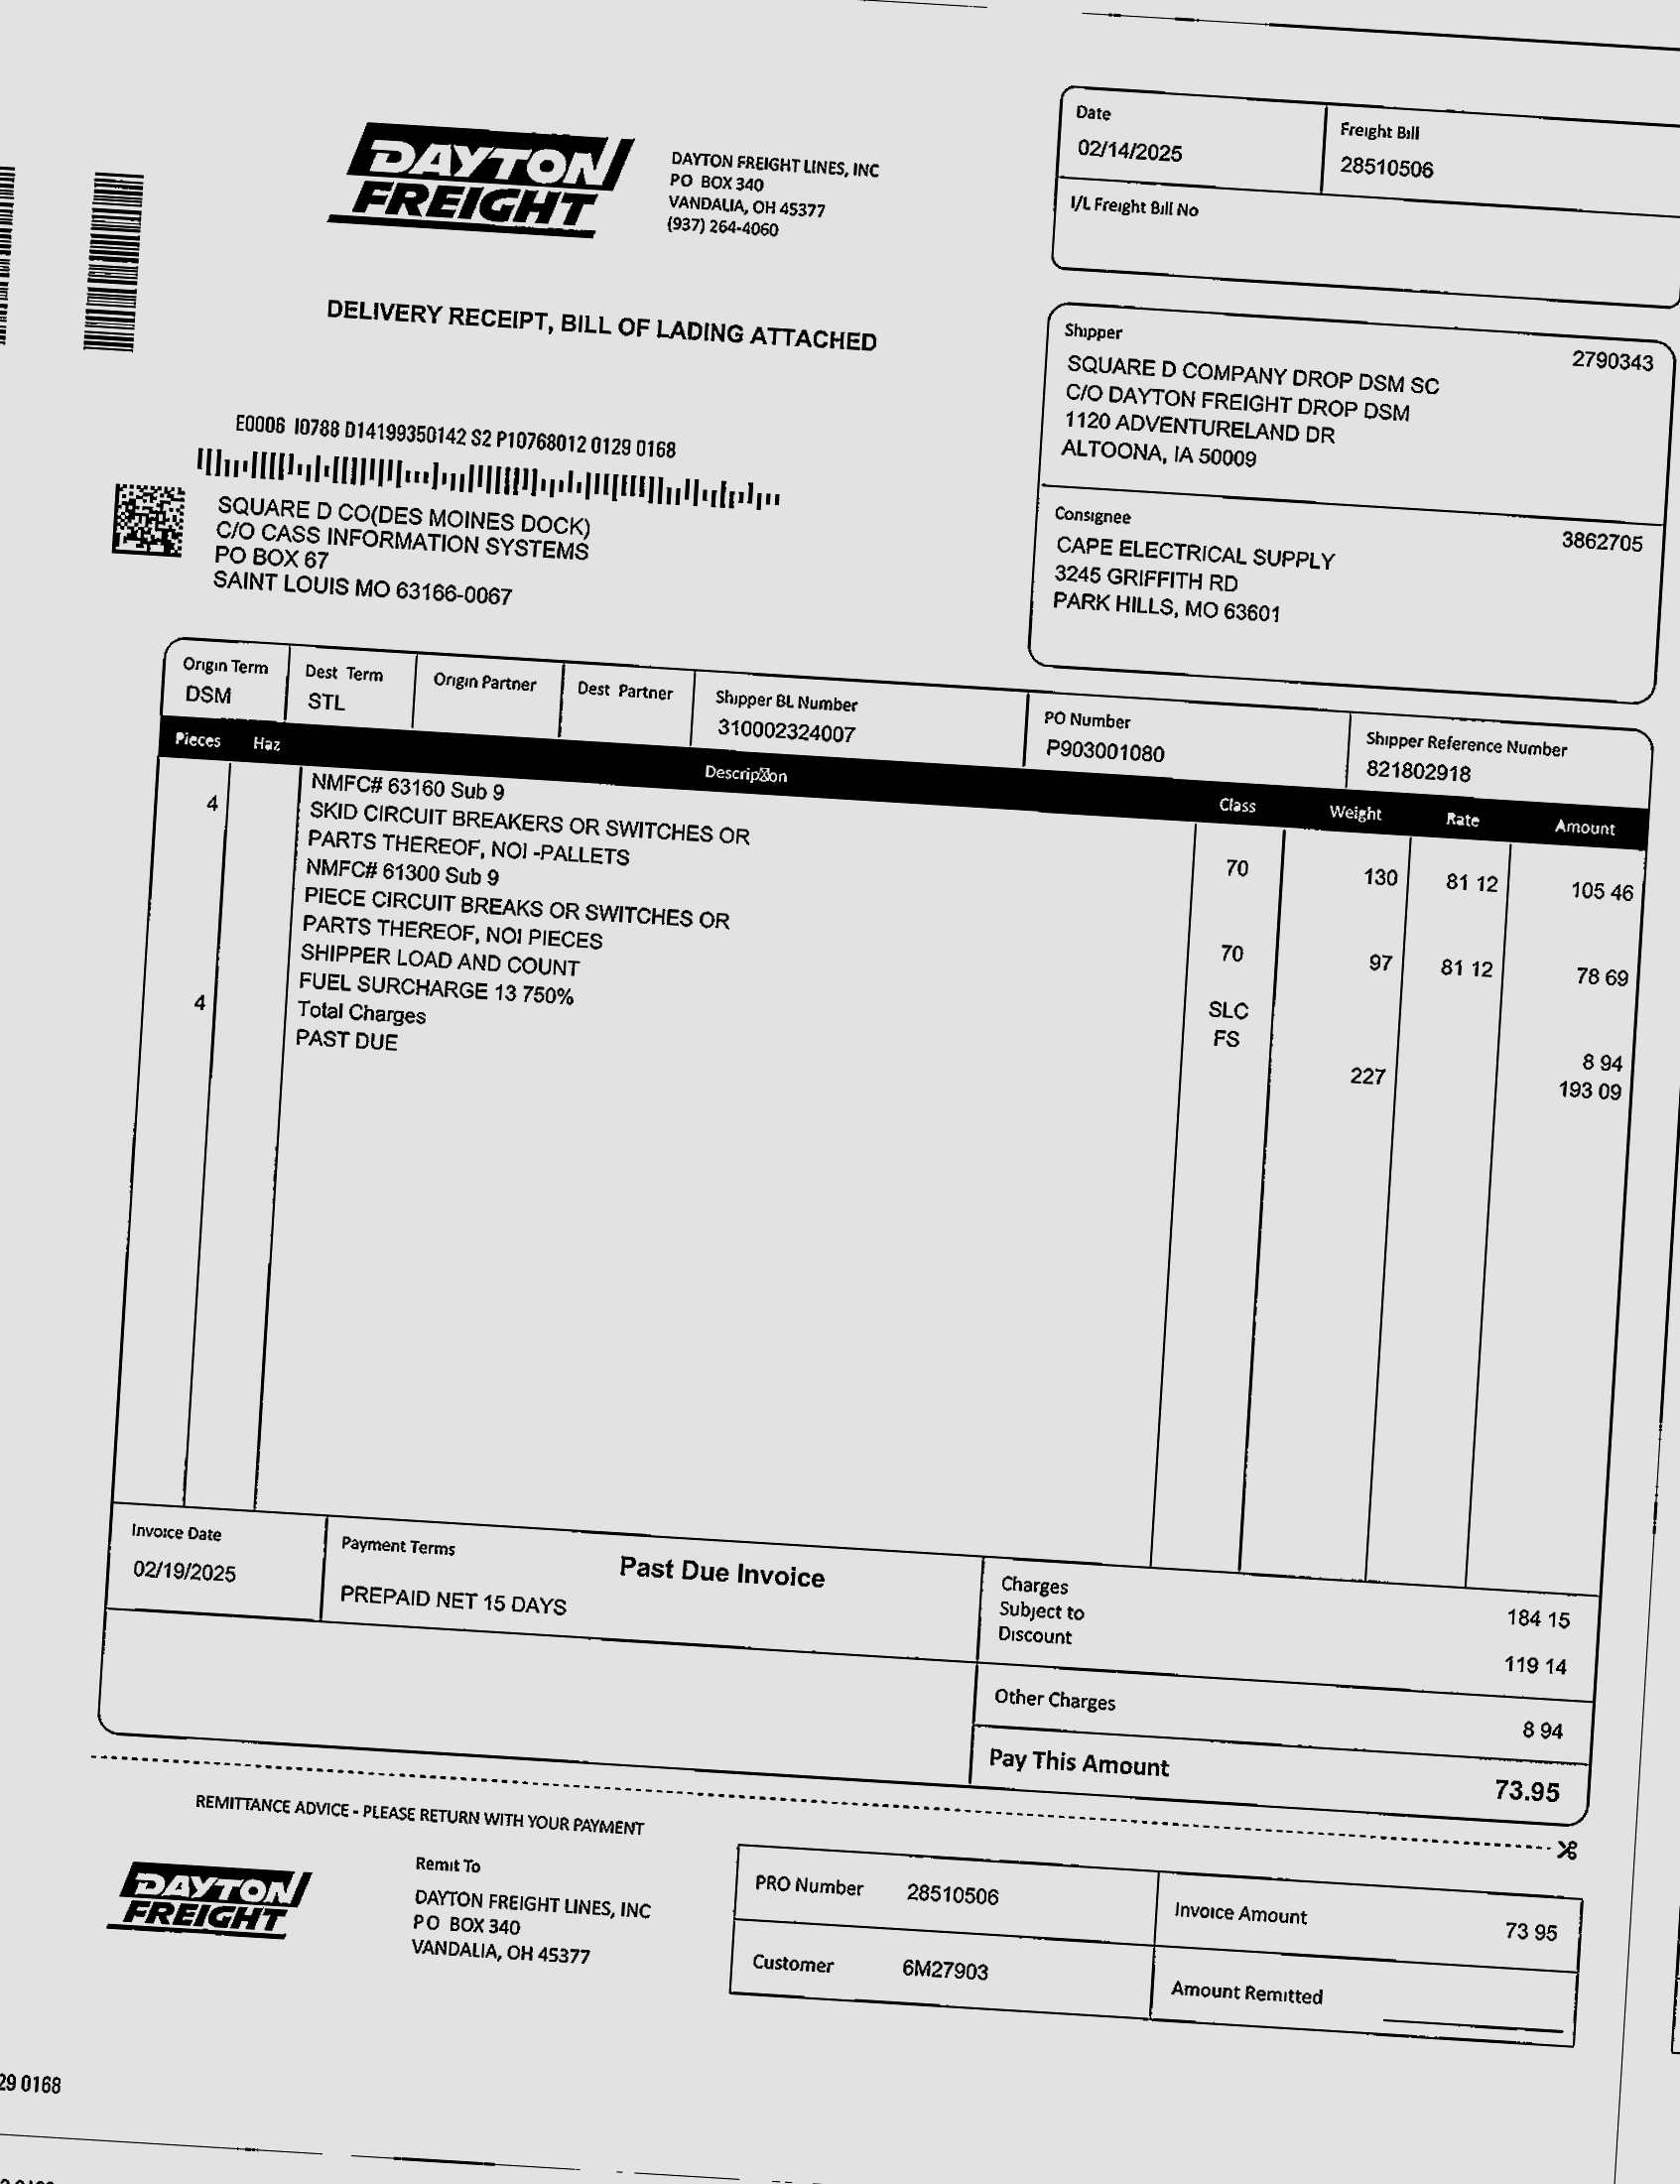 Date
02/14/2025
Freight Bill
28510506
I/L Freight Bill No
DAYTON
FREIGHT
DAYTON FREIGHT LINES, INC
PO BOX 340
VANDALIA, OH 45377
(937) 264-4060
DELIVERY RECEIPT, BILL OF LADING ATTACHED
Shipper 2790343
SQUARE D COMPANY DROP DSM SC
C/O DAYTON FREIGHT DROP DSM
1120 ADVENTURELAND DR
ALTOONA, IA 50009
E0006 I0788 D14199350142 S2 P10768012 0129 0168
SQUARE D CO(DES MOINES DOCK)
C/O CASS INFORMATION SYSTEMS
PO BOX 67
SAINT LOUIS MO 63166-0067
Consignee 3862705
CAPE ELECTRICAL SUPPLY
3245 GRIFFITH RD
PARK HILLS, MO 63601
Origin Term Dest Term Origin Partner Dest Partner Shipper BL Number PO Number Shipper Reference Number
DSM STL 310002324007 P903001080 821802918
Pieces Haz Description Class Weight Rate Amount
4 NMFC# 63160 Sub 9
SKID CIRCUIT BREAKERS OR SWITCHES OR 70 130 81 12 105 46
PARTS THEREOF, NOI -PALLETS
NMFC# 61300 Sub 9
PIECE CIRCUIT BREAKS OR SWITCHES OR 70 97 81 12 78 69
PARTS THEREOF, NOI PIECES
SHIPPER LOAD AND COUNT SLC
FUEL SURCHARGE 13 750% FS 8 94
4 Total Charges 227 193 09
PAST DUE
Invoice Date
02/19/2025
Payment Terms
PREPAID NET 15 DAYS
Past Due Invoice
Charges 184 15
Subject to
Discount 119 14
Other Charges 8 94
Pay This Amount 73.95
REMITTANCE ADVICE - PLEASE RETURN WITH YOUR PAYMENT
DAYTON
FREIGHT
Remit To
DAYTON FREIGHT LINES, INC
PO BOX 340
VANDALIA, OH 45377
PRO Number 28510506
Invoice Amount 73 95
Customer 6M27903
Amount Remitted
29 0168